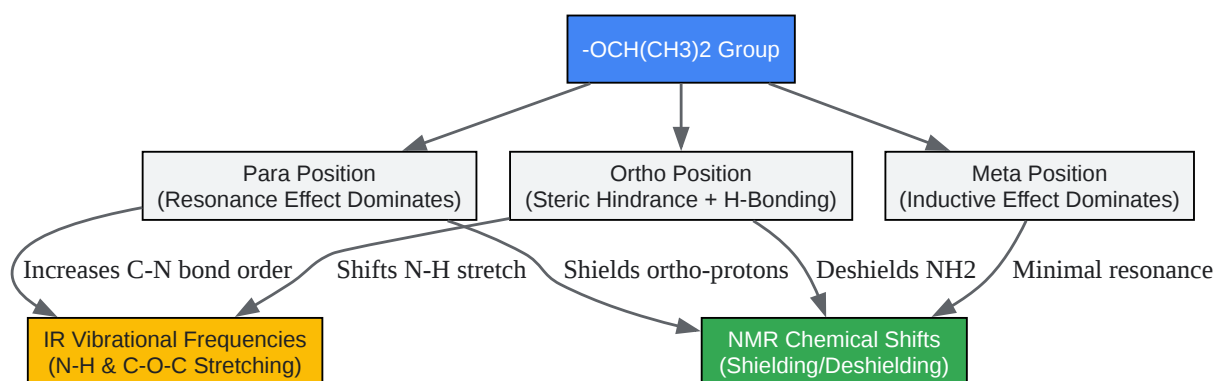 -OCH(CH3)2 Group
Para Position
(Resonance Effect Dominates)
Ortho Position
(Steric Hindrance + H-Bonding)
Meta Position
(Inductive Effect Dominates)
Increases C-N bond order
Shifts N-H stretch
Shields ortho-protons
Deshields NH2
Minimal resonance
IR Vibrational Frequencies
(N-H & C-O-C Stretching)
NMR Chemical Shifts
(Shielding/Deshielding)